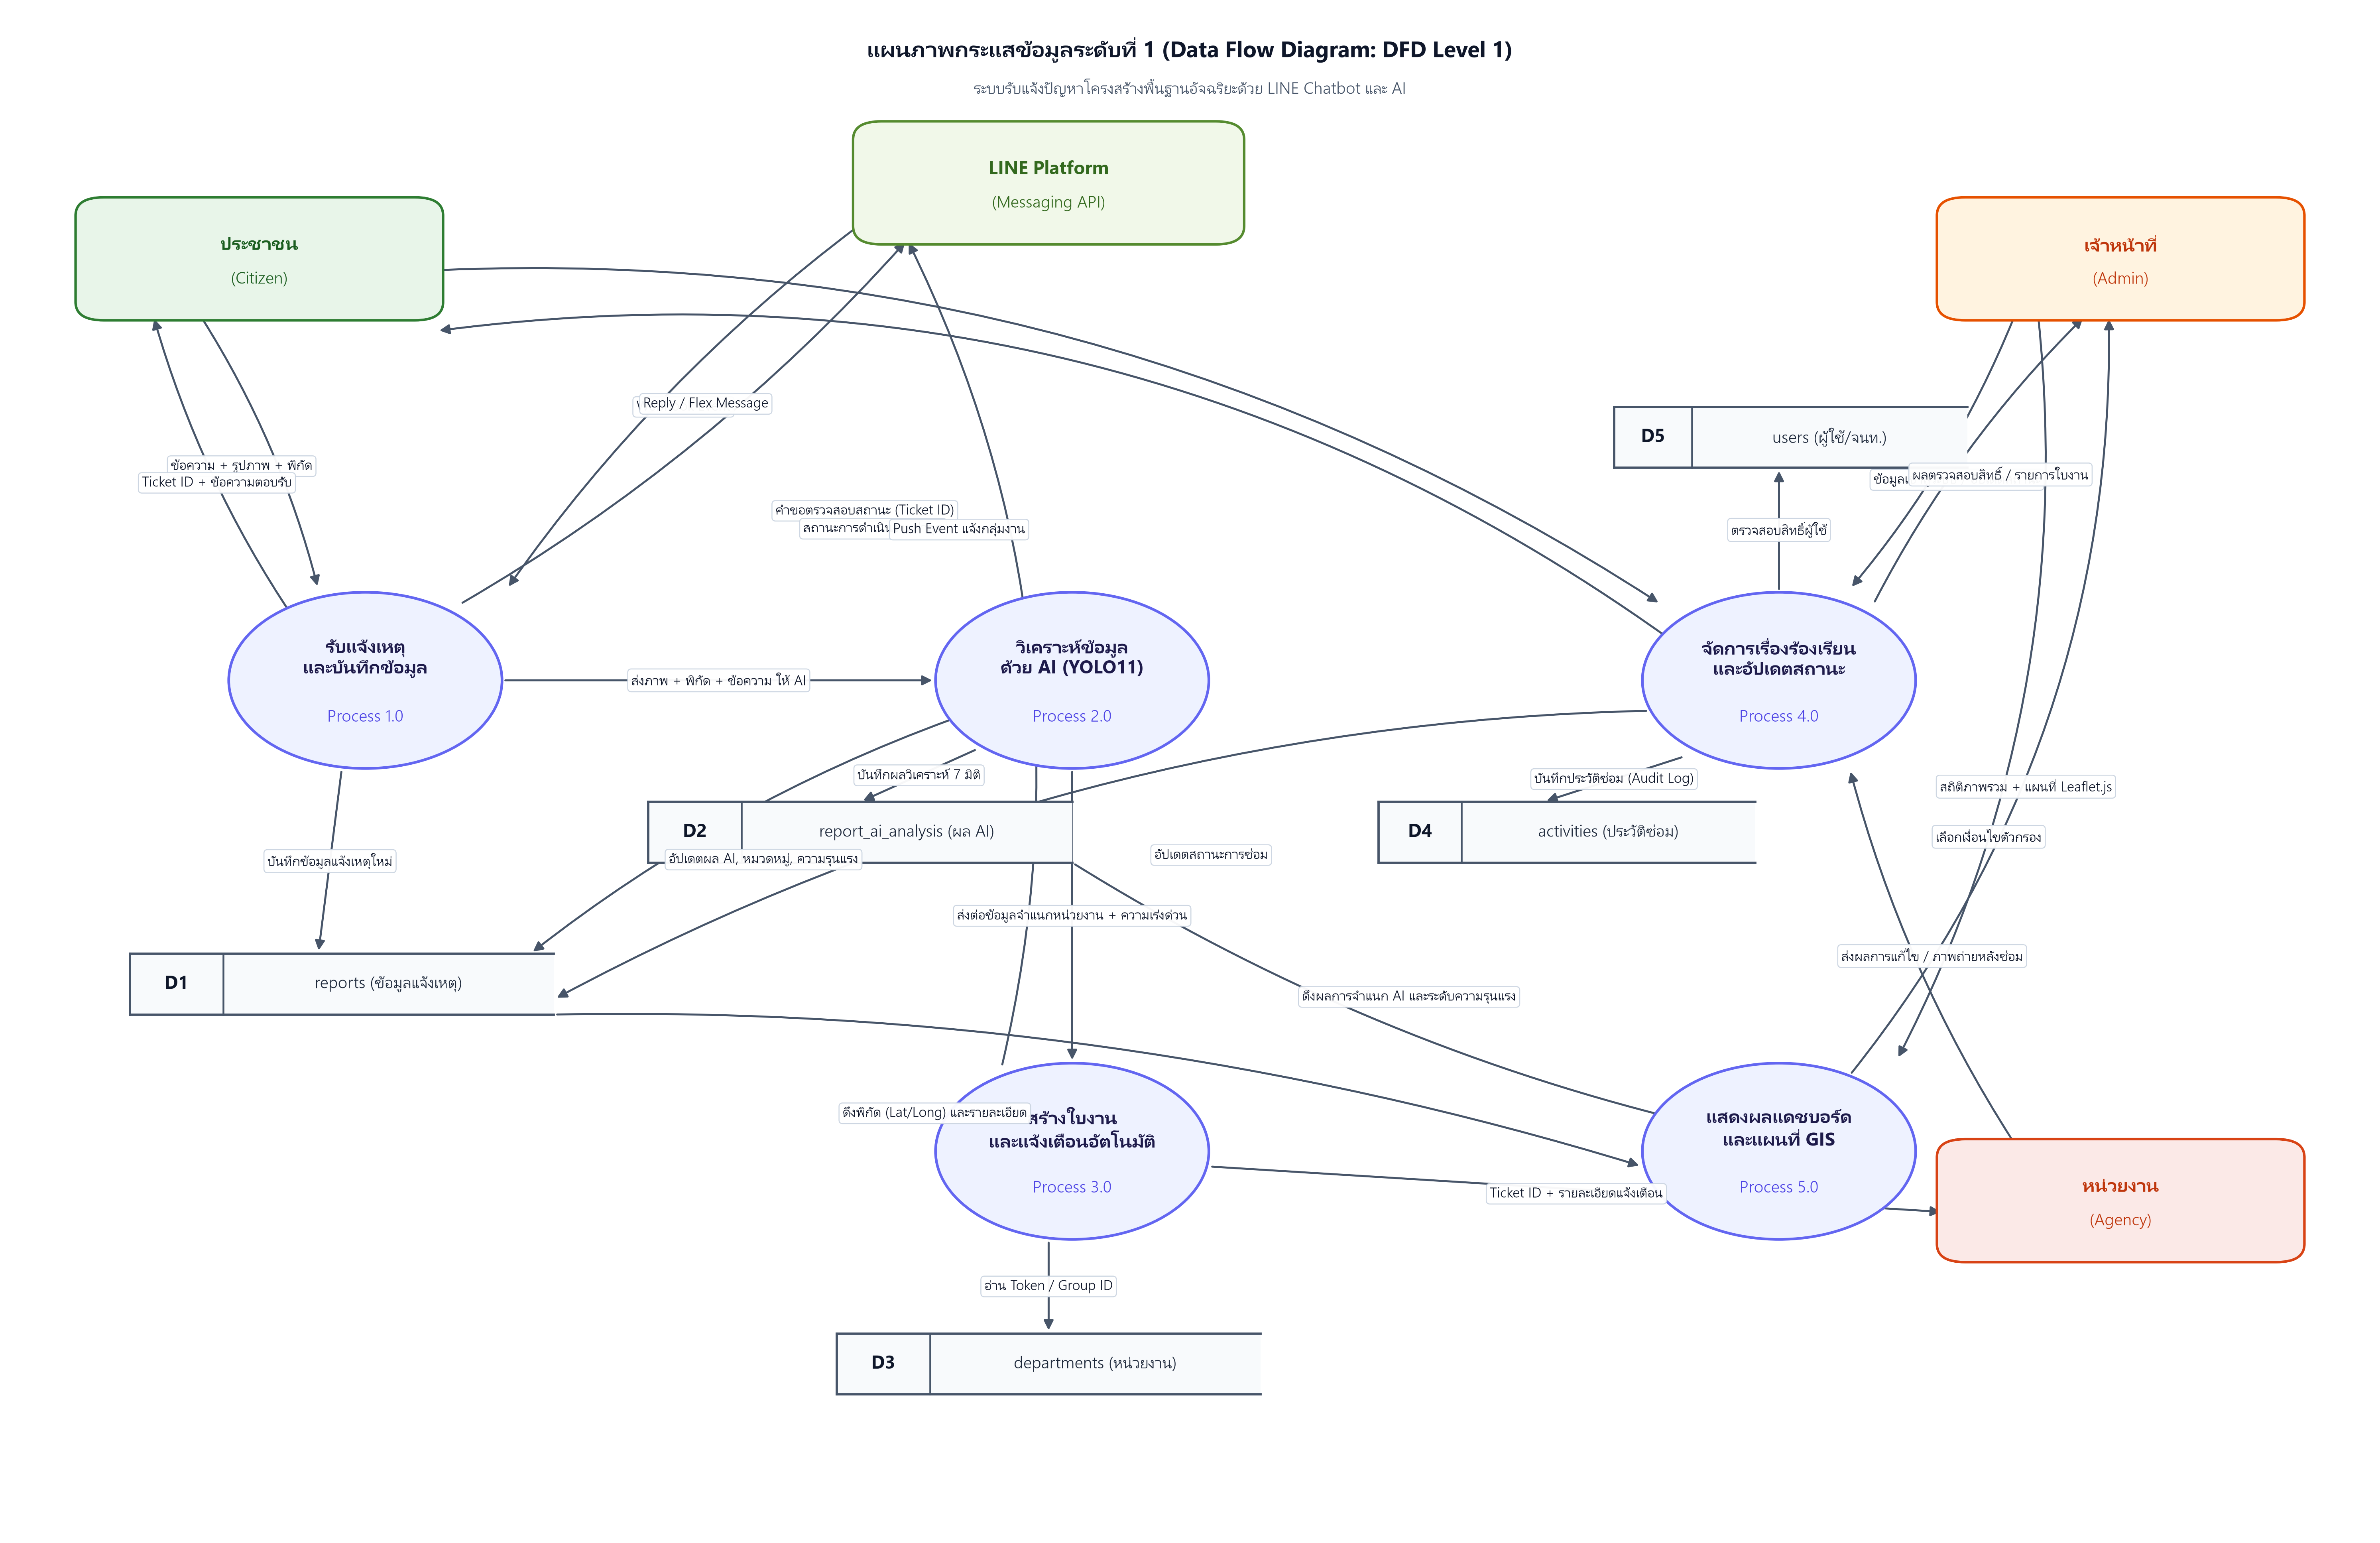 แผนภาพกระแสข้อมูลระดับที่ 1 (Data Flow Diagram: DFD Level 1)
ระบบรับแจ้งปัญหาโครงสร้างพื้นฐานอัจฉริยะด้วย LINE Chatbot และ AI
LINE Platform
(Messaging API)
ประชาชน
(Citizen)
เจ้าหน้าที่
(Admin)
Reply / Flex Message
D5
users (ผู้ใช้/จนท.)
ข้อความ + รูปภาพ + พิกัด
Ticket ID + ข้อความตอบรับ
ผลตรวจสอบสิทธิ์ / รายการใบงาน
คำขอตรวจสอบสถานะ (Ticket ID)
สถานะการดำเนิน
Push Event แจ้งกลุ่มงาน
ตรวจสอบสิทธิ์ผู้ใช้
รับแจ้งเหตุ
และบันทึกข้อมูล
Process 1.0
ส่งภาพ + พิกัด + ข้อความ ให้ AI
วิเคราะห์ข้อมูล
ด้วย AI (YOLO11)
Process 2.0
จัดการเรื่องร้องเรียน
และอัปเดตสถานะ
Process 4.0
บันทึกผลวิเคราะห์ 7 มิติ
บันทึกประวัติซ่อม (Audit Log)
สถิติภาพรวม + แผนที่ Leaflet.js
D2
report_ai_analysis (ผล AI)
D4
activities (ประวัติซ่อม)
เลือกเงื่อนไขตัวกรอง
บันทึกข้อมูลแจ้งเหตุใหม่
อัปเดตผล AI, หมวดหมู่, ความรุนแรง
อัปเดตสถานะการซ่อม
ส่งต่อข้อมูลจำแนกหน่วยงาน + ความเร่งด่วน
ส่งผลการแก้ไข / ภาพถ่ายหลังซ่อม
D1
reports (ข้อมูลแจ้งเหตุ)
ดึงผลการจำแนก AI และระดับความรุนแรง
ดึงพิกัด (Lat/Long) และรายละเอียด
สร้างใบงาน
และแจ้งเตือนอัตโนมัติ
Process 3.0
แสดงผลแดชบอร์ด
และแผนที่ GIS
Process 5.0
Ticket ID + รายละเอียดแจ้งเตือน
หน่วยงาน
(Agency)
อ่าน Token / Group ID
D3
departments (หน่วยงาน)